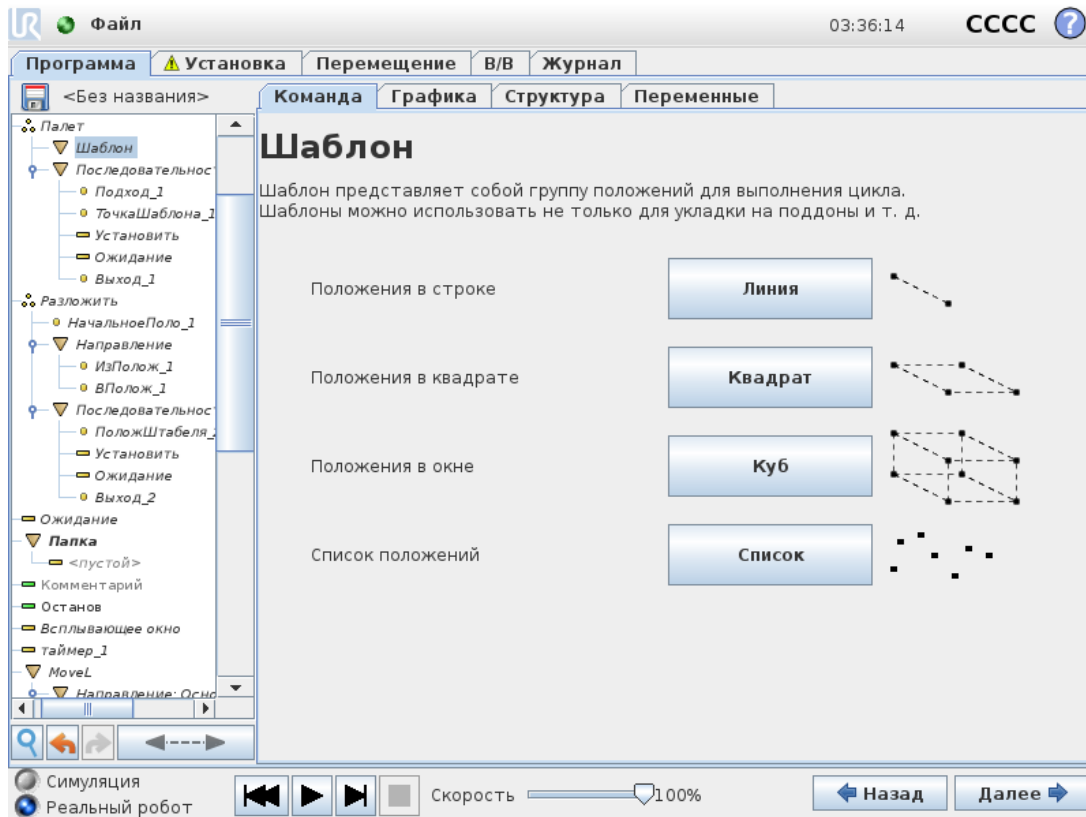 UR Файл 03:36:14 CCCC ?
Программа Установка Перемещение В/В Журнал
<Без названия>
Команда Графика Структура Переменные
Палет
Шаблон
Последовательнос
Подход_1
ТочкаШаблона_1
Установить
Ожидание
Выход_1
Разложить
НачальноеПоло_1
Направление
ИзПолож_1
ВПолож_1
Последовательнос
ПоложШтабеля_2
Установить
Ожидание
Выход_2
Ожидание
Папка
<пустой>
Комментарий
Останов
Всплывающее окно
таймер_1
MoveL
Направление: Осно
Шаблон
Шаблон представляет собой группу положений для выполнения цикла.
Шаблоны можно использовать не только для укладки на поддоны и т. д.
Положения в строке Линия
Положения в квадрате Квадрат
Положения в окне Куб
Список положений Список
Симуляция
Реальный робот
Скорость 100%
Назад Далее